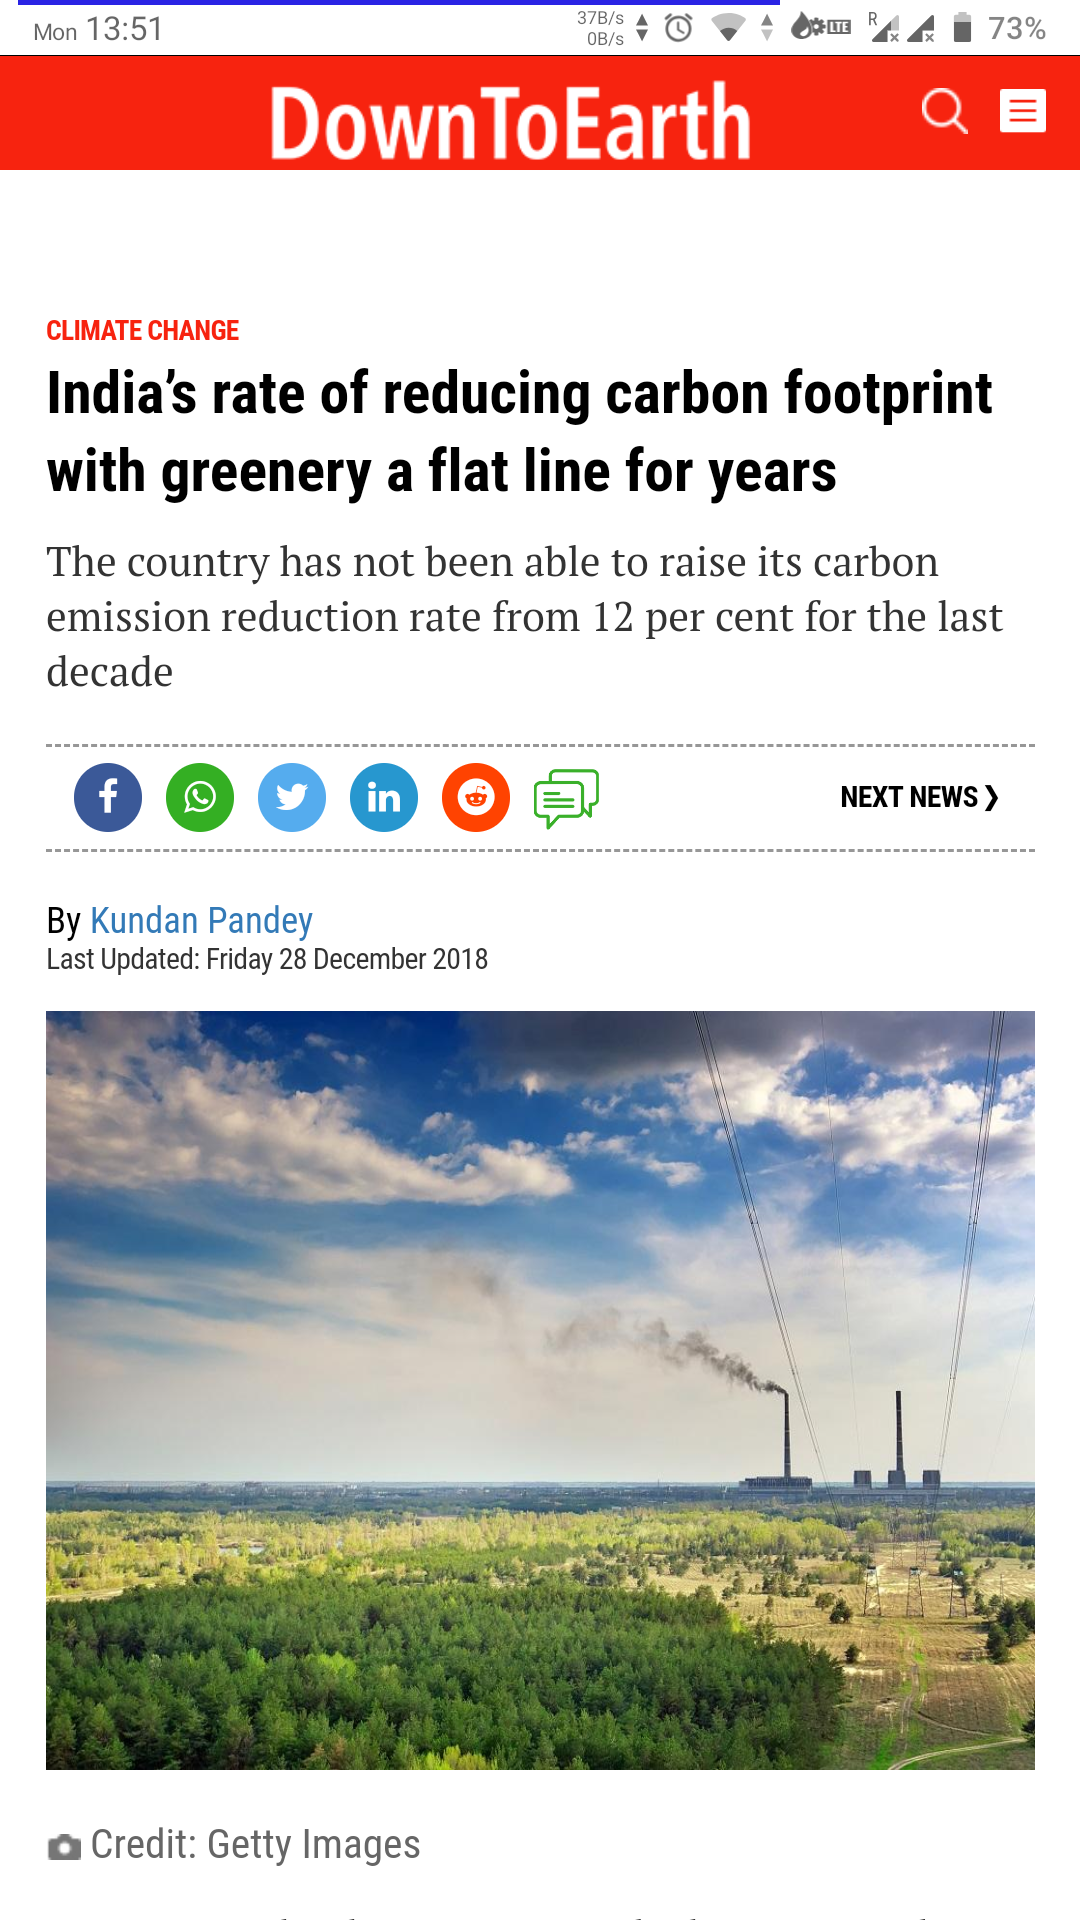 Mon 13:51
37B/s
0B/s
LTE
R
73%
DownToEarth
CLIMATE CHANGE
India’s rate of reducing carbon footprint
with greenery a flat line for years
The country has not been able to raise its carbon
emission reduction rate from 12 per cent for the last
decade
NEXT NEWS ❯
By Kundan Pandey
Last Updated: Friday 28 December 2018
Credit: Getty Images